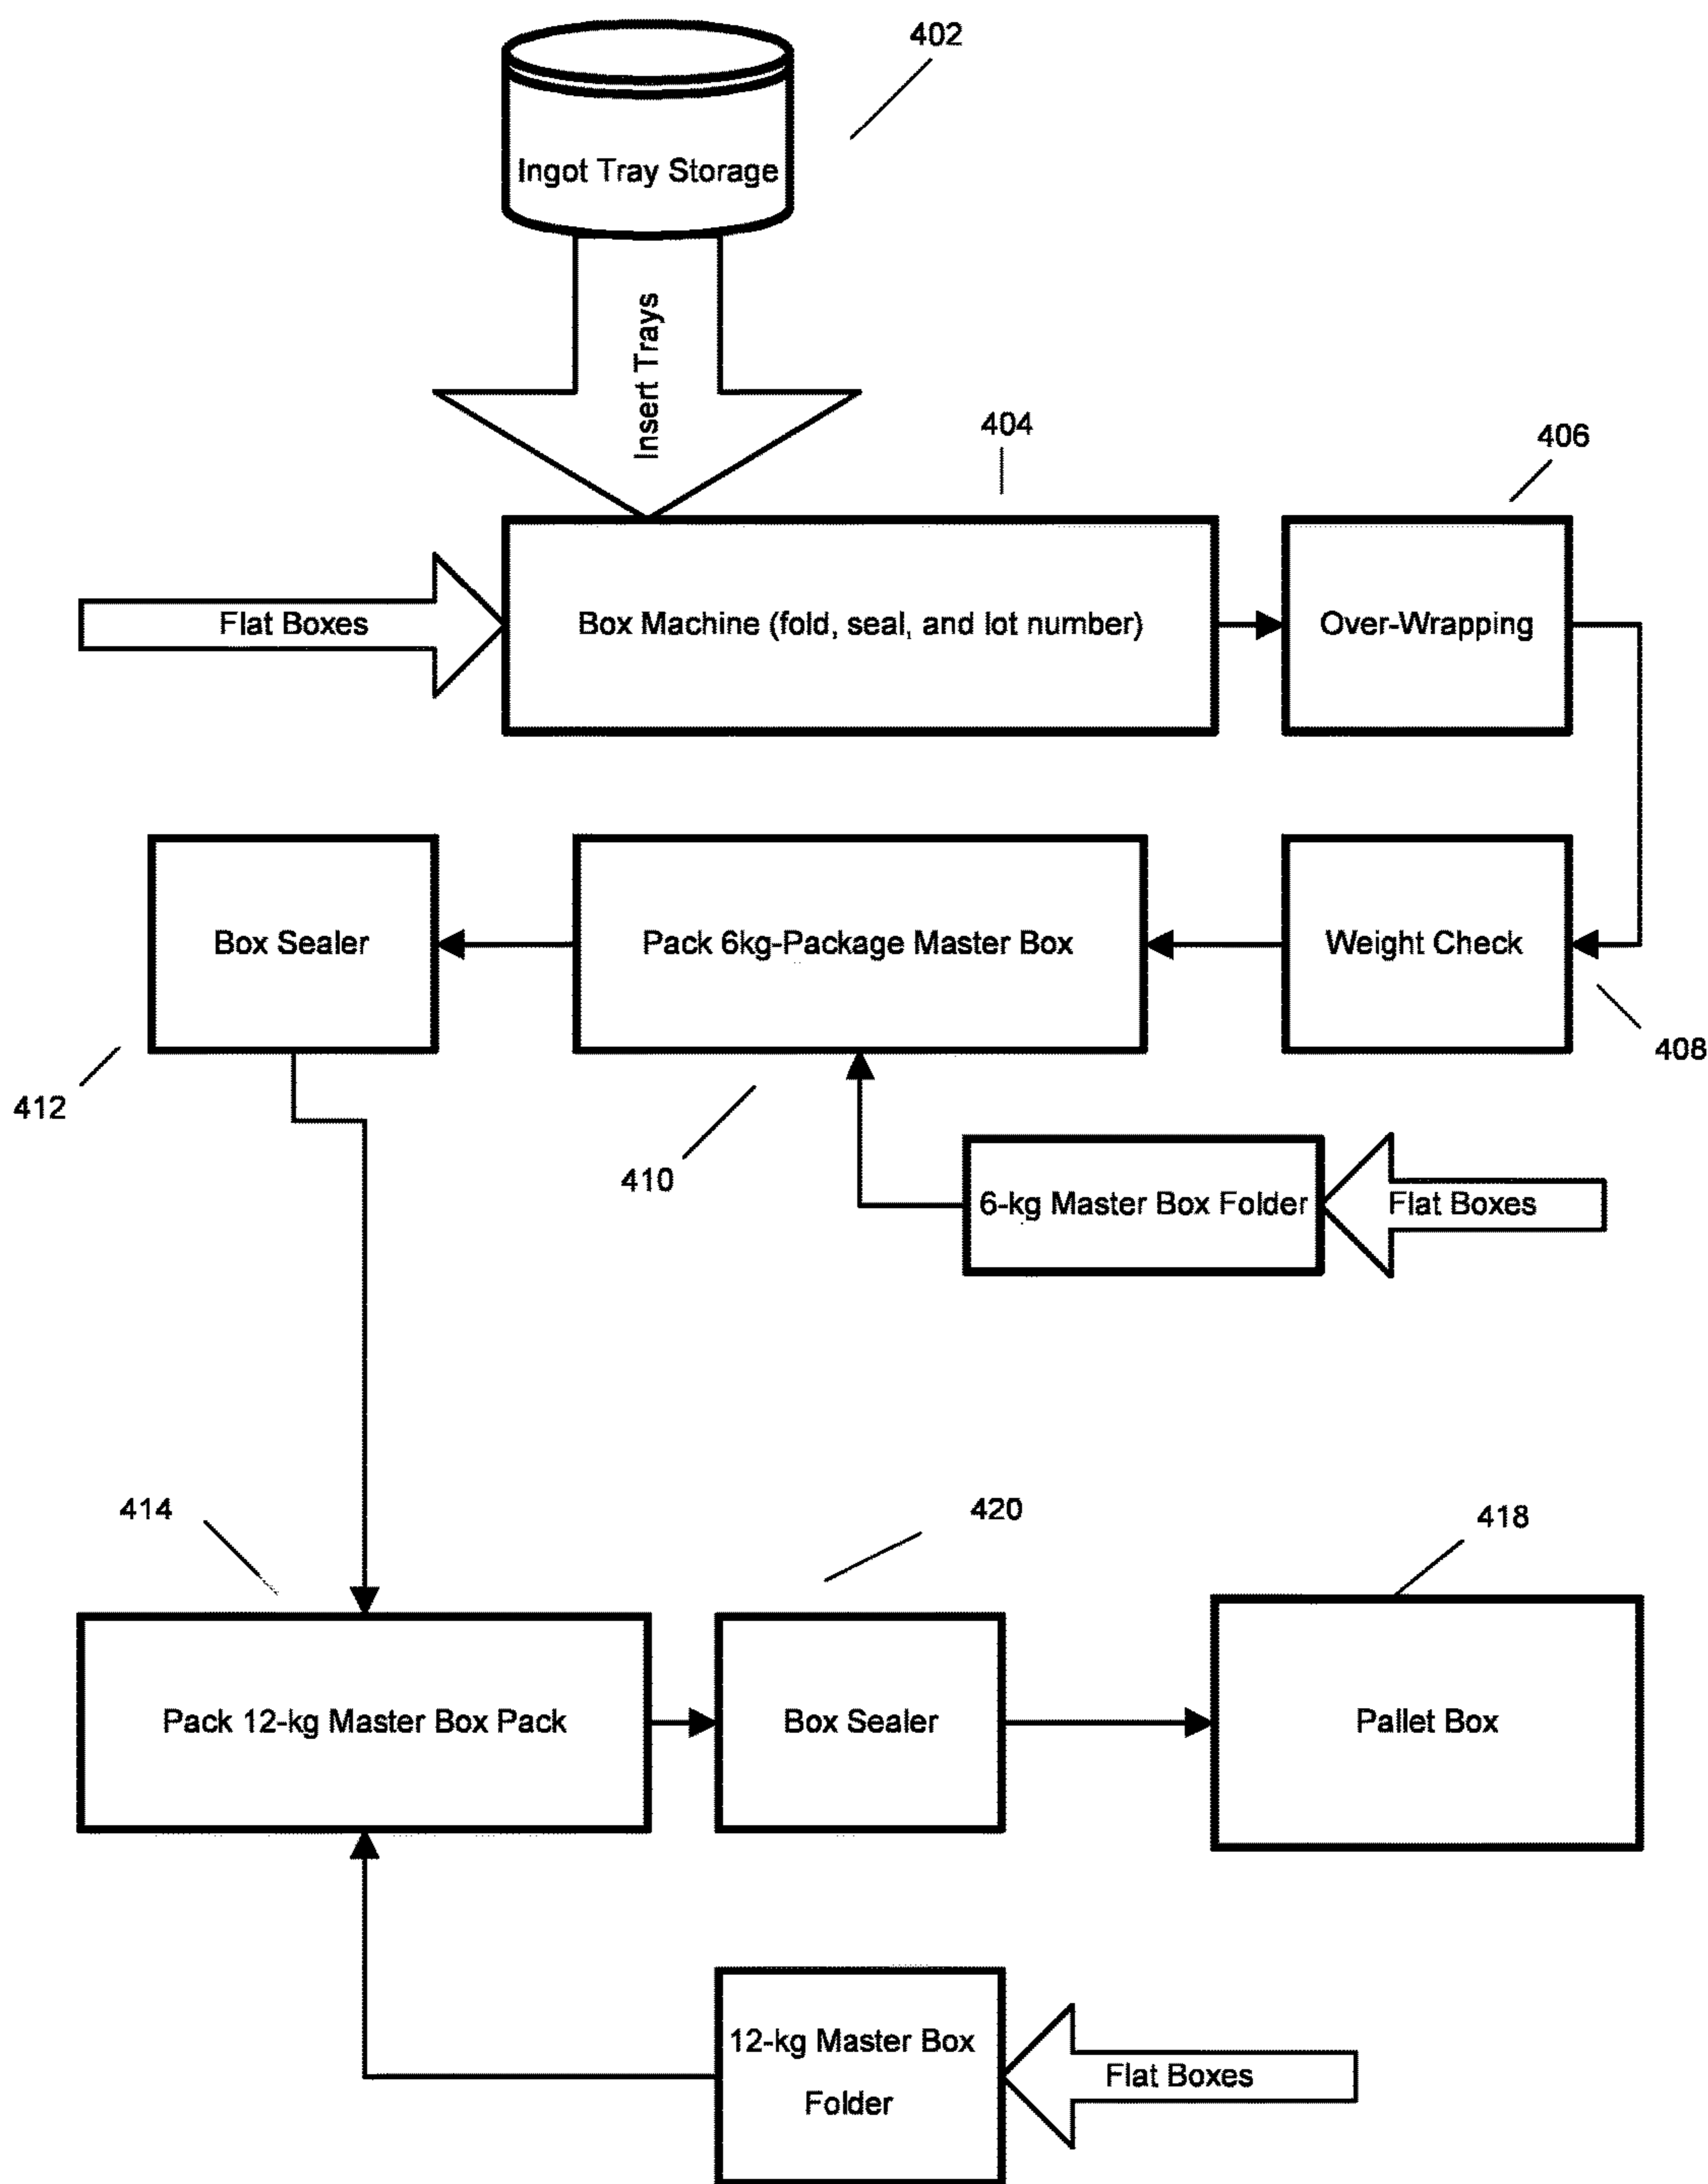 402
Ingot Tray Storage
Insert Trays
404
406
Flat Boxes
Box Machine (fold, seal, and lot number)
Over-Wrapping
Box Sealer
Pack 6kg-Package Master Box
Weight Check
408
412
410
6-kg Master Box Folder
Flat Boxes
414
420
418
Pack 12-kg Master Box Pack
Box Sealer
Pallet Box
12-kg Master Box
Folder
Flat Boxes